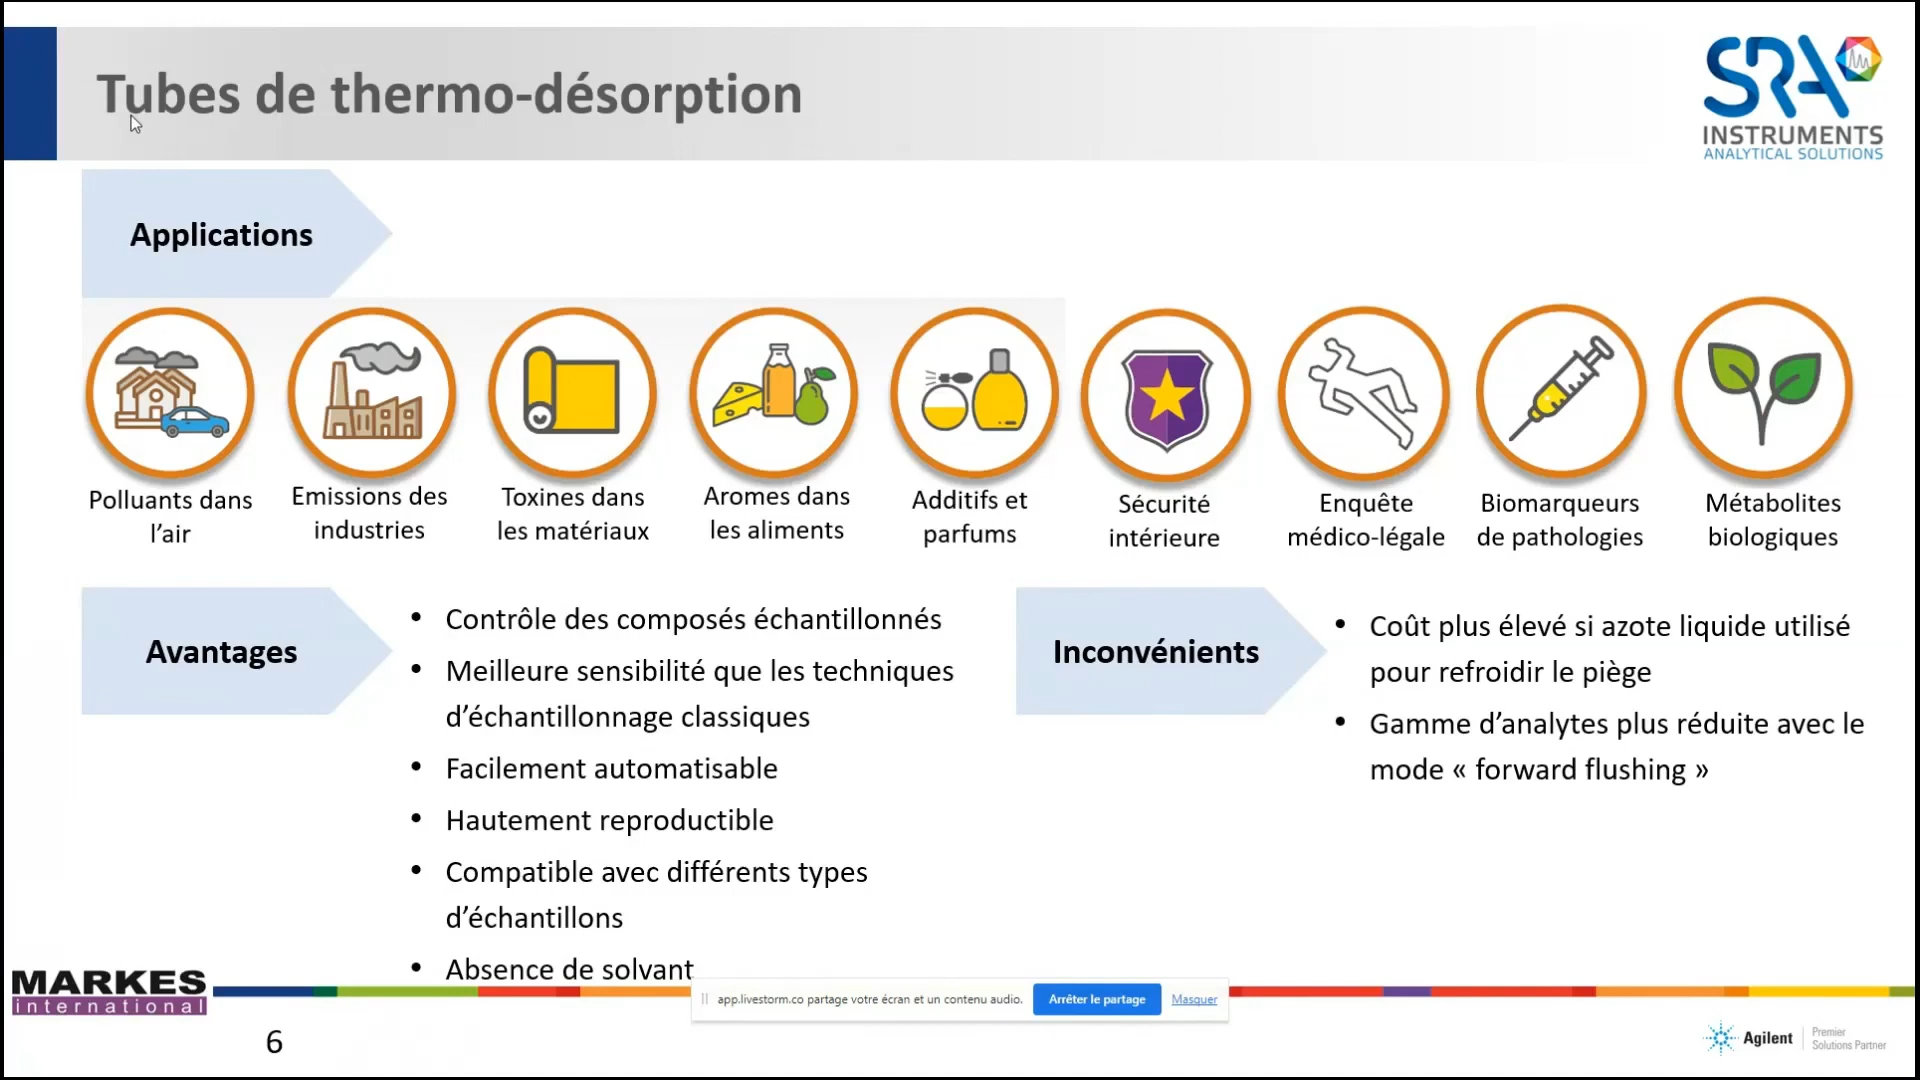 Tubes de thermo-désorption
SRA
INSTRUMENTS
ANALYTICAL SOLUTIONS
Applications
Polluants dans
l’air
Emissions des
industries
Toxines dans
les matériaux
Aromes dans
les aliments
Additifs et
parfums
Sécurité
intérieure
Enquête
médico-légale
Biomarqueurs
de pathologies
Métabolites
biologiques
Avantages
• Contrôle des composés échantillonnés
• Meilleure sensibilité que les techniques
d’échantillonnage classiques
• Facilement automatisable
• Hautement reproductible
• Compatible avec différents types
d’échantillons
• Absence de solvant
Inconvénients
• Coût plus élevé si azote liquide utilisé
pour refroidir le piège
• Gamme d’analytes plus réduite avec le
mode « forward flushing »
MARKES
international
app.livestorm.co partage votre écran et un contenu audio.
Arrêter le partage
Masquer
6
Agilent
Premier
Solutions Partner